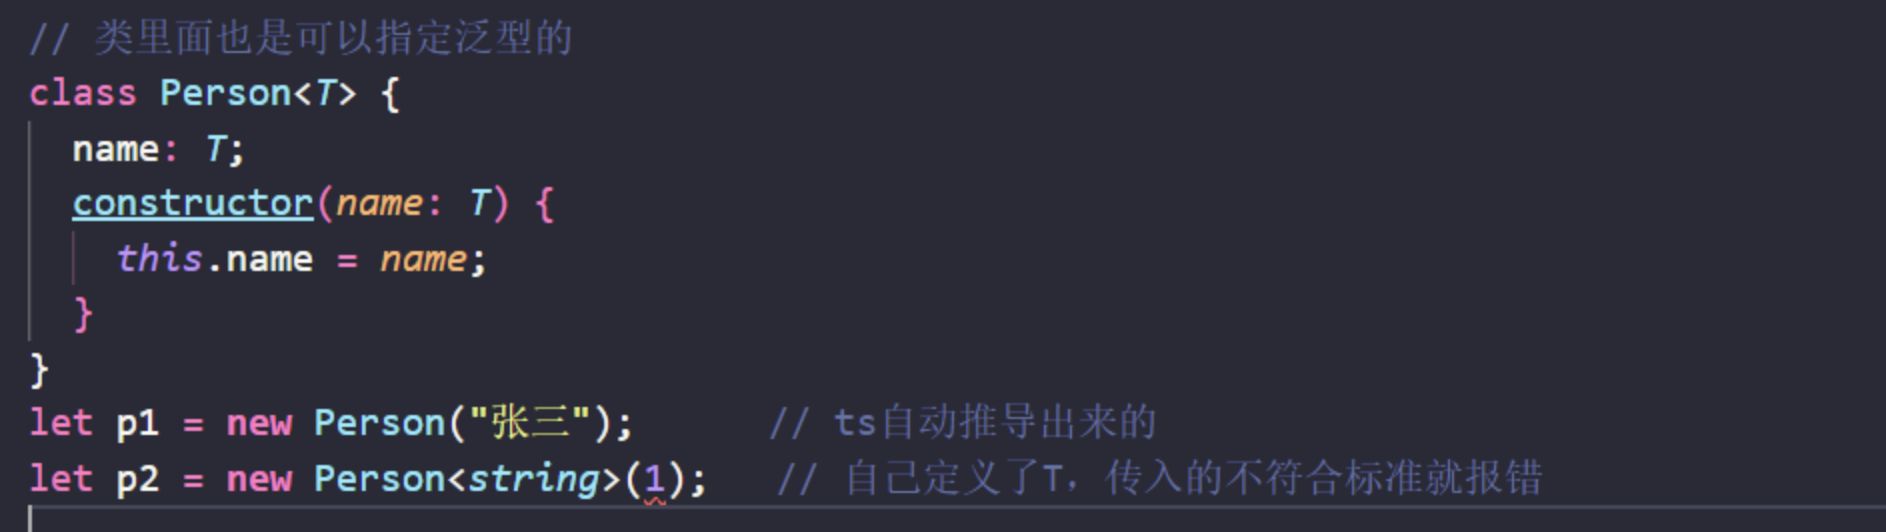 // 类里面也是可以指定泛型的
class Person<T> {
  name: T;
  constructor(name: T) {
    this.name = name;
  }
}
let p1 = new Person("张三");      // ts自动推导出来的
let p2 = new Person<string>(1);   // 自己定义了T，传入的不符合标准就报错